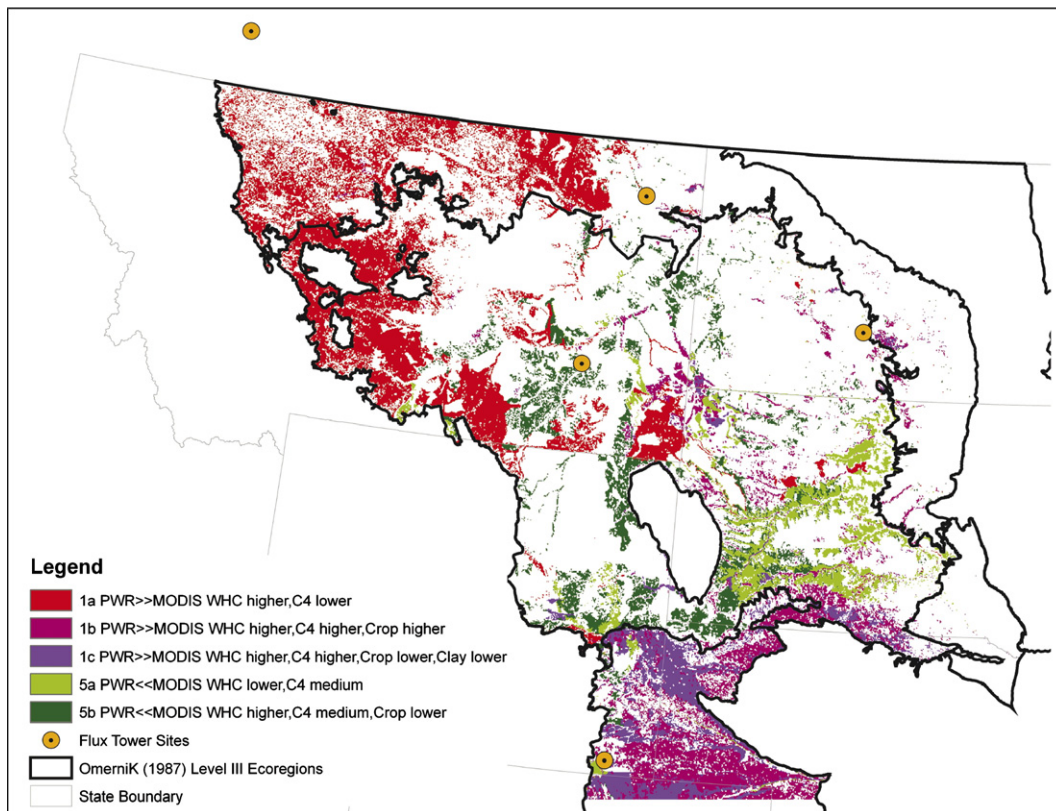 Legend
1a PWR>>MODIS WHC higher,C4 lower
1b PWR>>MODIS WHC higher,C4 higher,Crop higher
1c PWR>>MODIS WHC higher,C4 higher,Crop lower,Clay lower
5a PWR<<MODIS WHC lower,C4 medium
5b PWR<<MODIS WHC higher,C4 medium,Crop lower
Flux Tower Sites
OmerniK (1987) Level III Ecoregions
State Boundary